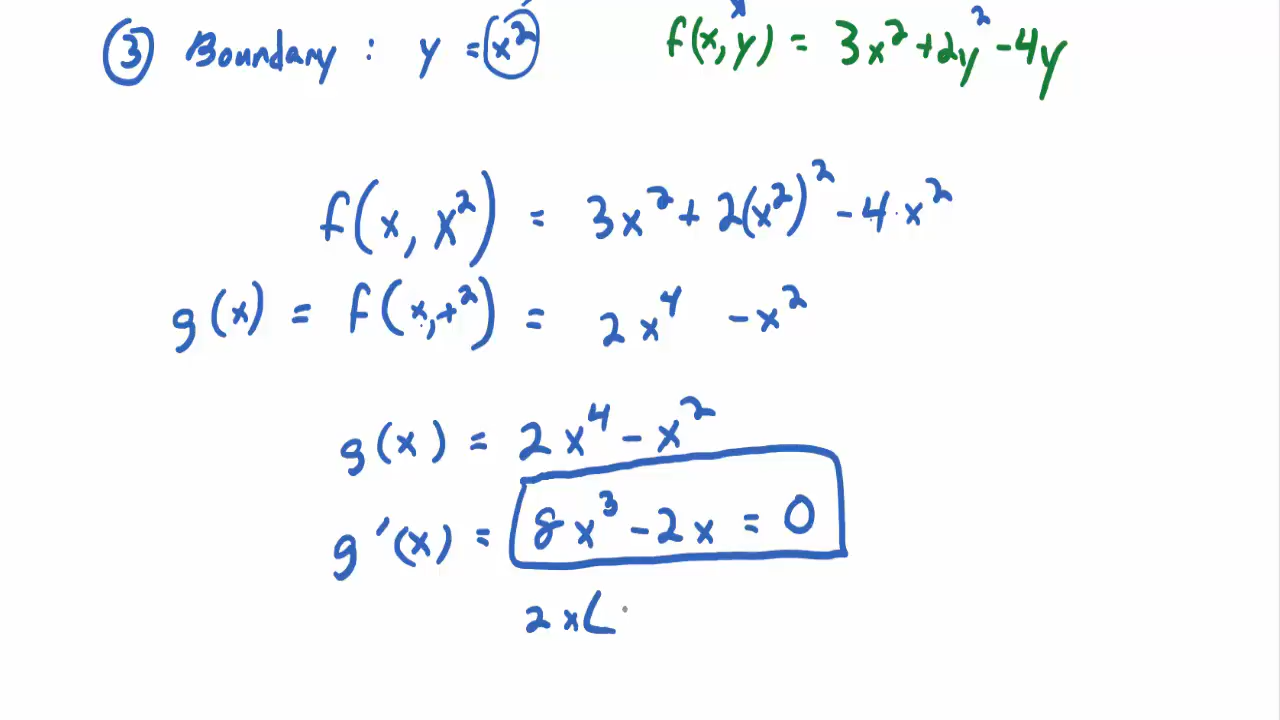 ③ Boundary : y = x² f(x,y) = 3x² + 2y² - 4y
f(x, x²) = 3x² + 2(x²)² - 4·x²
g(x) = f(x, x²) = 2x⁴ - x²
g(x) = 2x⁴ - x²
g'(x) = 8x³ - 2x = 0
2x(